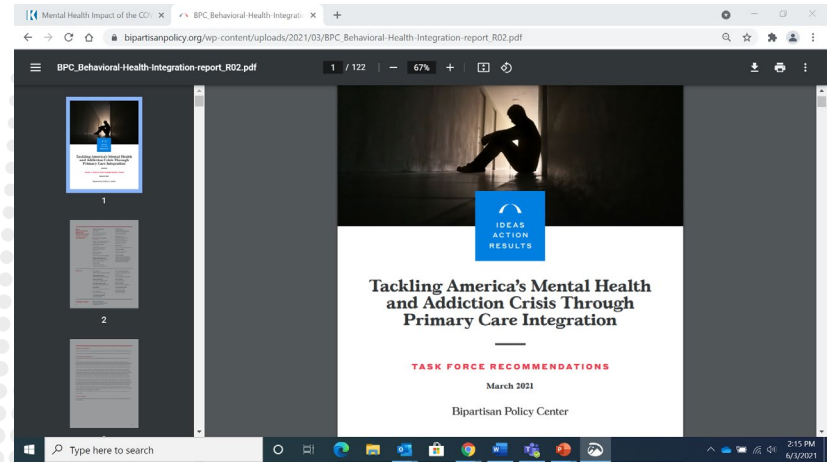 Mental Health Impact of the COV
BPC_Behavioral-Health-Integratio
bipartisanpolicy.org/wp-content/uploads/2021/03/BPC_Behavioral-Health-Integration-report_R02.pdf
BPC_Behavioral-Health-Integration-report_R02.pdf
1 / 122
67%
1
2
IDEAS
ACTION
RESULTS
Tackling America's Mental Health
and Addiction Crisis Through
Primary Care Integration
TASK FORCE RECOMMENDATIONS
March 2021
Bipartisan Policy Center
Type here to search
2:15 PM
6/3/2021